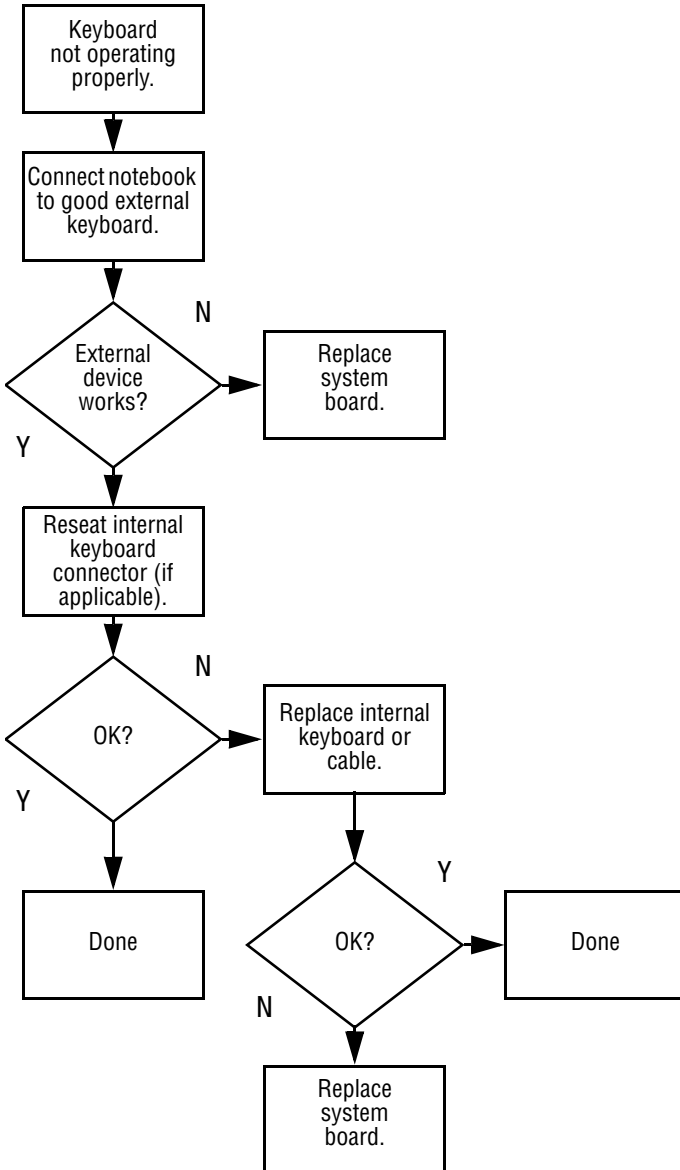 Keyboard
not operating
properly.
Connect notebook
to good external
keyboard.
N
External
device
works?
Replace
system
board.
Y
Reseat internal
keyboard
connector (if
applicable).
N
OK?
Replace internal
keyboard or
cable.
Y
Y
Done
OK?
Done
N
Replace
system
board.